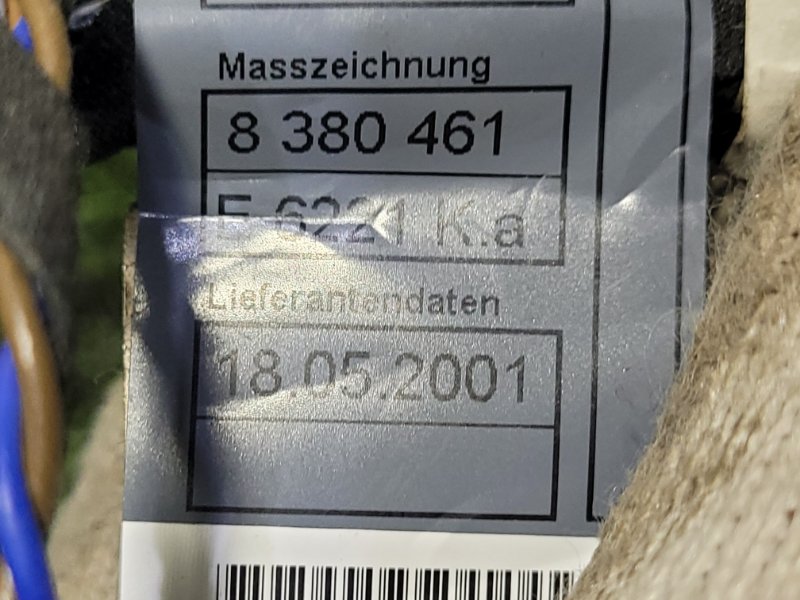 Masszeichnung
8 380 461
E 6221 K.a
Lieferantendaten
18.05.2001